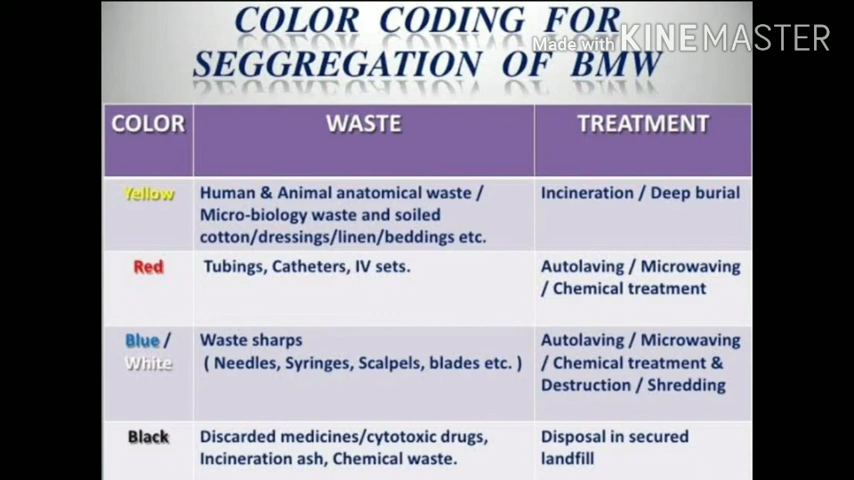 COLOR CODING FOR
Made with KINEMASTER
SEGGREGATION OF BMW
COLOR WASTE TREATMENT
Yellow Human & Animal anatomical waste / Incineration / Deep burial
Micro-biology waste and soiled
cotton/dressings/linen/beddings etc.
Red Tubings, Catheters, IV sets. Autolaving / Microwaving
/ Chemical treatment
Blue / Waste sharps Autolaving / Microwaving
White ( Needles, Syringes, Scalpels, blades etc. ) / Chemical treatment &
Destruction / Shredding
Black Discarded medicines/cytotoxic drugs, Disposal in secured
Incineration ash, Chemical waste. landfill